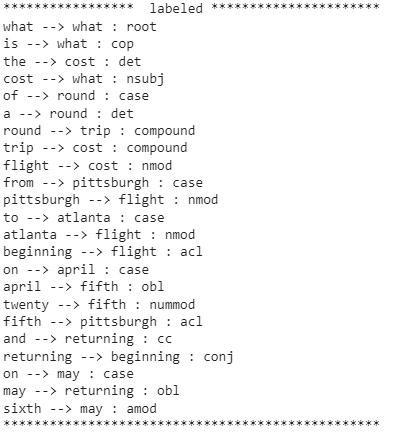 *****************  labeled **********************
what --> what : root
is --> what : cop
the --> cost : det
cost --> what : nsubj
of --> round : case
a --> round : det
round --> trip : compound
trip --> cost : compound
flight --> cost : nmod
from --> pittsburgh : case
pittsburgh --> flight : nmod
to --> atlanta : case
atlanta --> flight : nmod
beginning --> flight : acl
on --> april : case
april --> fifth : obl
twenty --> fifth : nummod
fifth --> pittsburgh : acl
and --> returning : cc
returning --> beginning : conj
on --> may : case
may --> returning : obl
sixth --> may : amod
*************************************************